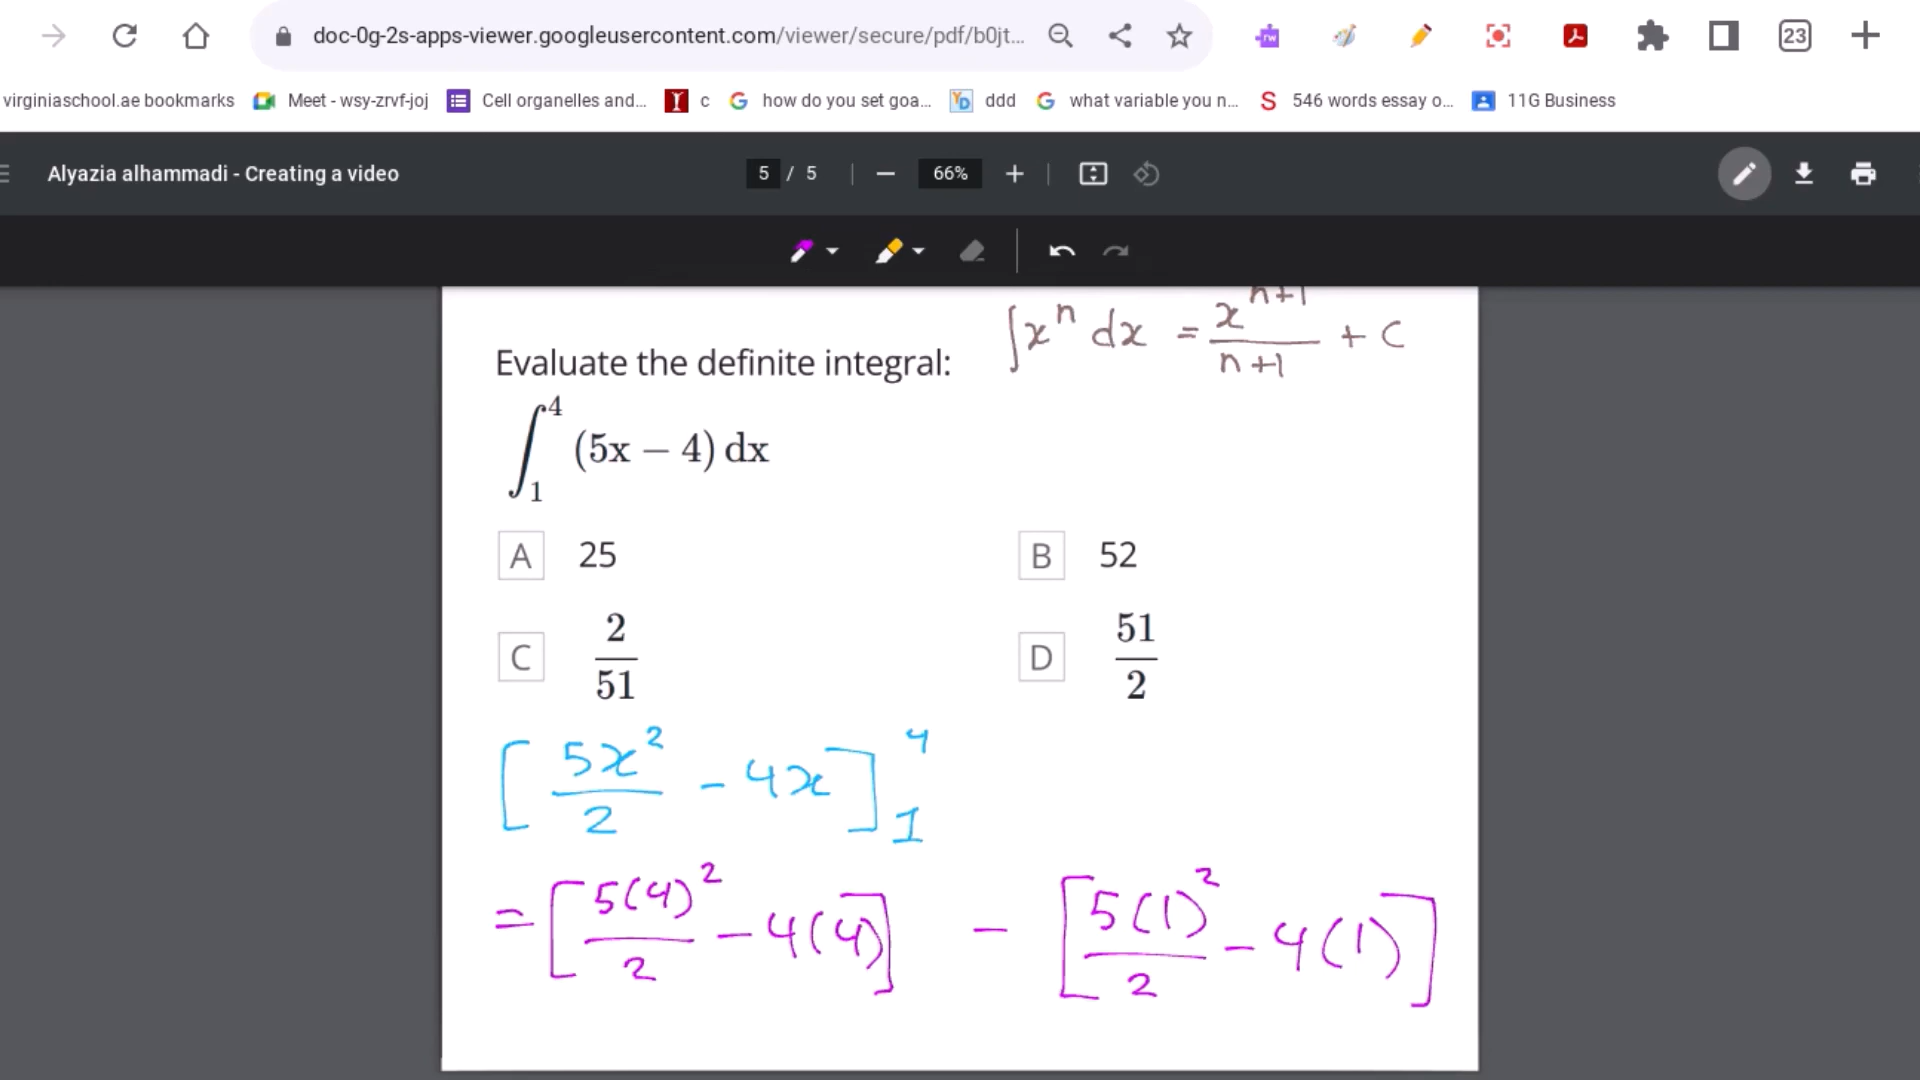 doc-0g-2s-apps-viewer.googleusercontent.com/viewer/secure/pdf/b0jt... rw 23
virginiaschool.ae bookmarks Meet - wsy-zrvf-joj Cell organelles and... I c G how do you set goa... YD ddd G what variable you n... S 546 words essay o... 11G Business
Alyazia alhammadi - Creating a video 5 / 5 − 66% +
∫xⁿ dx = x^(n+1)/(n+1) + C
Evaluate the definite integral:
∫₁⁴ (5x − 4) dx
A 25 B 52
C 2/51 D 51/2
[5x²/2 − 4x]₁⁴
= [5(4)²/2 − 4(4)] − [5(1)²/2 − 4(1)]